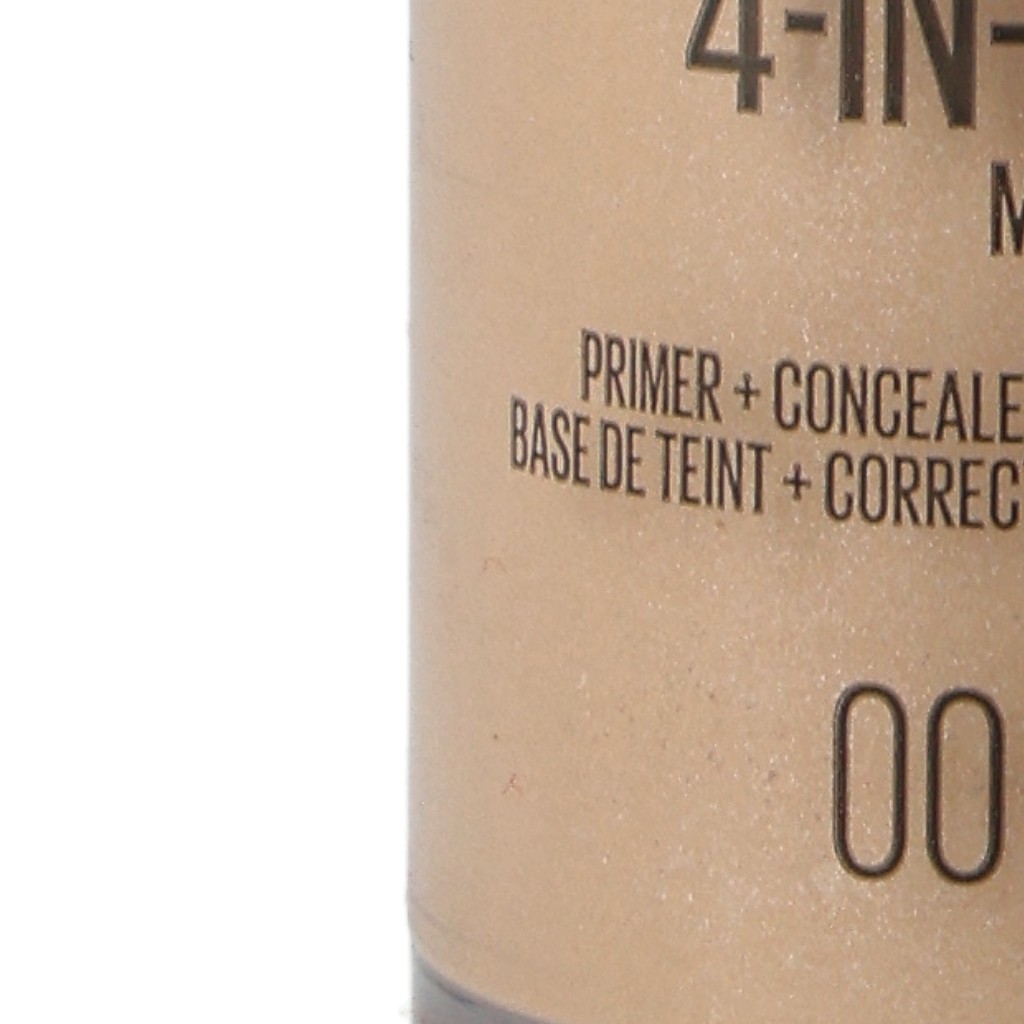 4-IN-
M
PRIMER + CONCEALE
BASE DE TEINT + CORREC
00